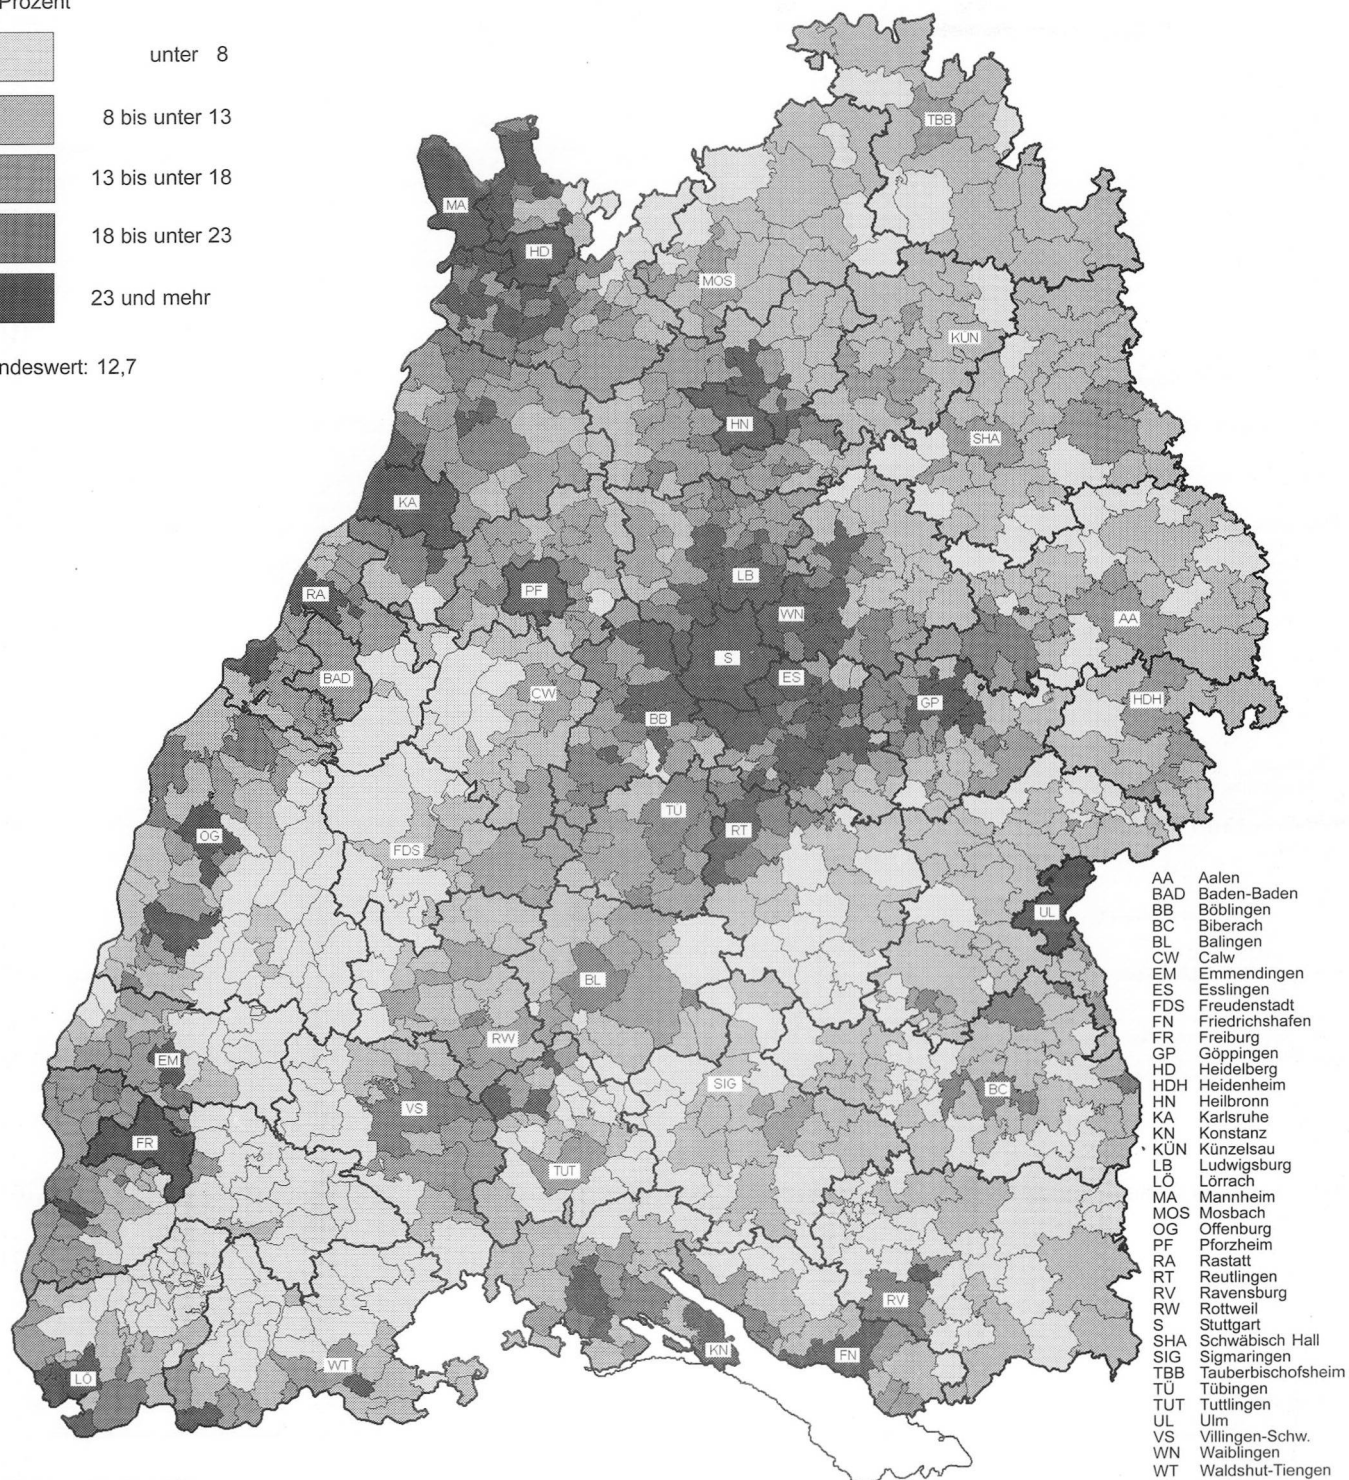 Prozent
unter 8
8 bis unter 13
13 bis unter 18
18 bis unter 23
23 und mehr
ndeswert: 12,7
TBB
MA
HD
MOS
KÜN
HN
SHA
KA
PF
LB
RA
WN
AA
S
BAD
ES
CW
HDH
GP
BB
TÜ
RT
OG
FDS
UL
BL
RW
EM
SIG
BC
VS
FR
TUT
RV
KN
FN
WT
LÖ
AA Aalen
BAD Baden-Baden
BB Böblingen
BC Biberach
BL Balingen
CW Calw
EM Emmendingen
ES Esslingen
FDS Freudenstadt
FN Friedrichshafen
FR Freiburg
GP Göppingen
HD Heidelberg
HDH Heidenheim
HN Heilbronn
KA Karlsruhe
KN Konstanz
KÜN Künzelsau
LB Ludwigsburg
LÖ Lörrach
MA Mannheim
MOS Mosbach
OG Offenburg
PF Pforzheim
RA Rastatt
RT Reutlingen
RV Ravensburg
RW Rottweil
S Stuttgart
SHA Schwäbisch Hall
SIG Sigmaringen
TBB Tauberbischofsheim
TÜ Tübingen
TUT Tuttlingen
UL Ulm
VS Villingen-Schw.
WN Waiblingen
WT Waldshut-Tiengen